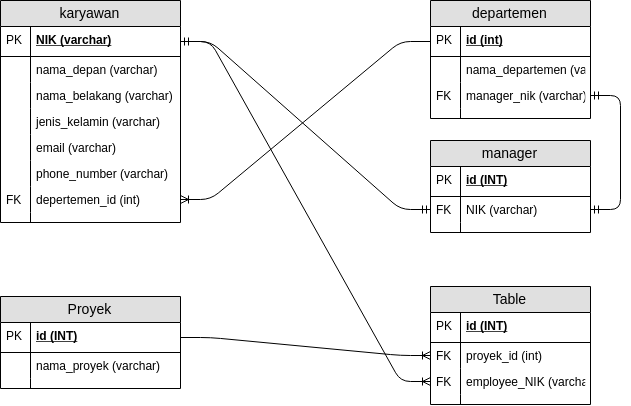 karyawan
PK NIK (varchar)
nama_depan (varchar)
nama_belakang (varchar)
jenis_kelamin (varchar)
email (varchar)
phone_number (varchar)
FK depertemen_id (int)
departemen
PK id (int)
nama_departemen (va
FK manager_nik (varchar)
manager
PK id (INT)
FK NIK (varchar)
Proyek
PK id (INT)
nama_proyek (varchar)
Table
PK id (INT)
FK proyek_id (int)
FK employee_NIK (varcha